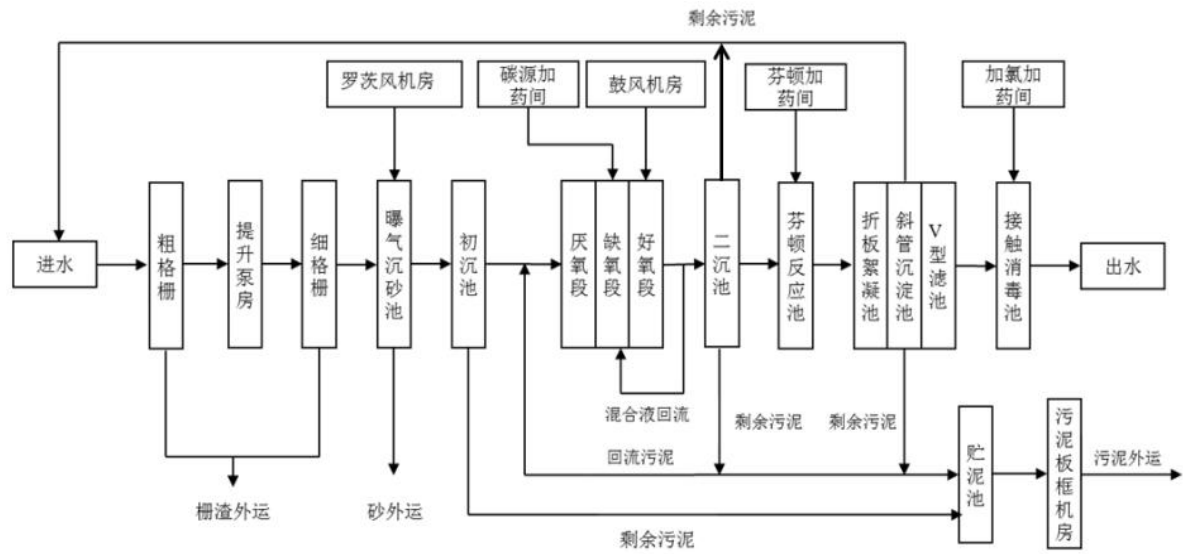 剩余污泥
罗茨风机房
碳源加
药间
鼓风机房
芬顿加
药间
加氯加
药间
进水
粗格栅
提升泵房
细格栅
曝气沉砂池
初沉池
厌氧段
缺氧段
好氧段
二沉池
芬顿反应池
折板絮凝池
斜管沉淀池
V型滤池
接触消毒池
出水
混合液回流
剩余污泥
剩余污泥
回流污泥
贮泥池
污泥板框机房
污泥外运
栅渣外运
砂外运
剩余污泥